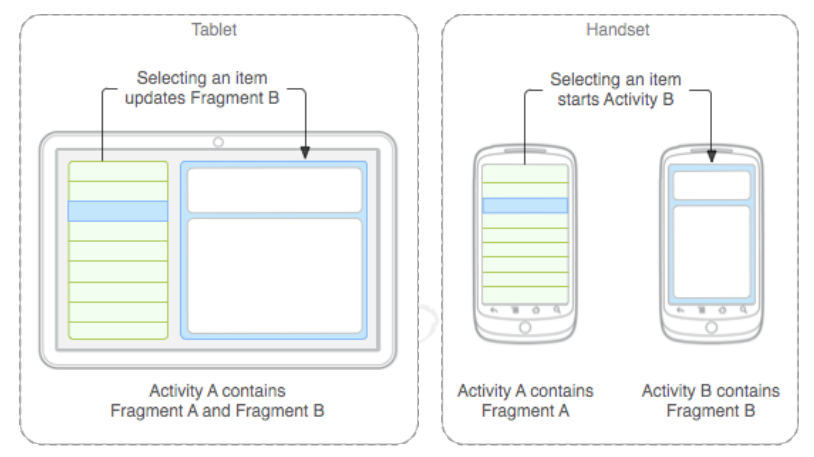 Tablet
Selecting an item
updates Fragment B
Activity A contains
Fragment A and Fragment B
Handset
Selecting an item
starts Activity B
Activity A contains
Fragment A
Activity B contains
Fragment B